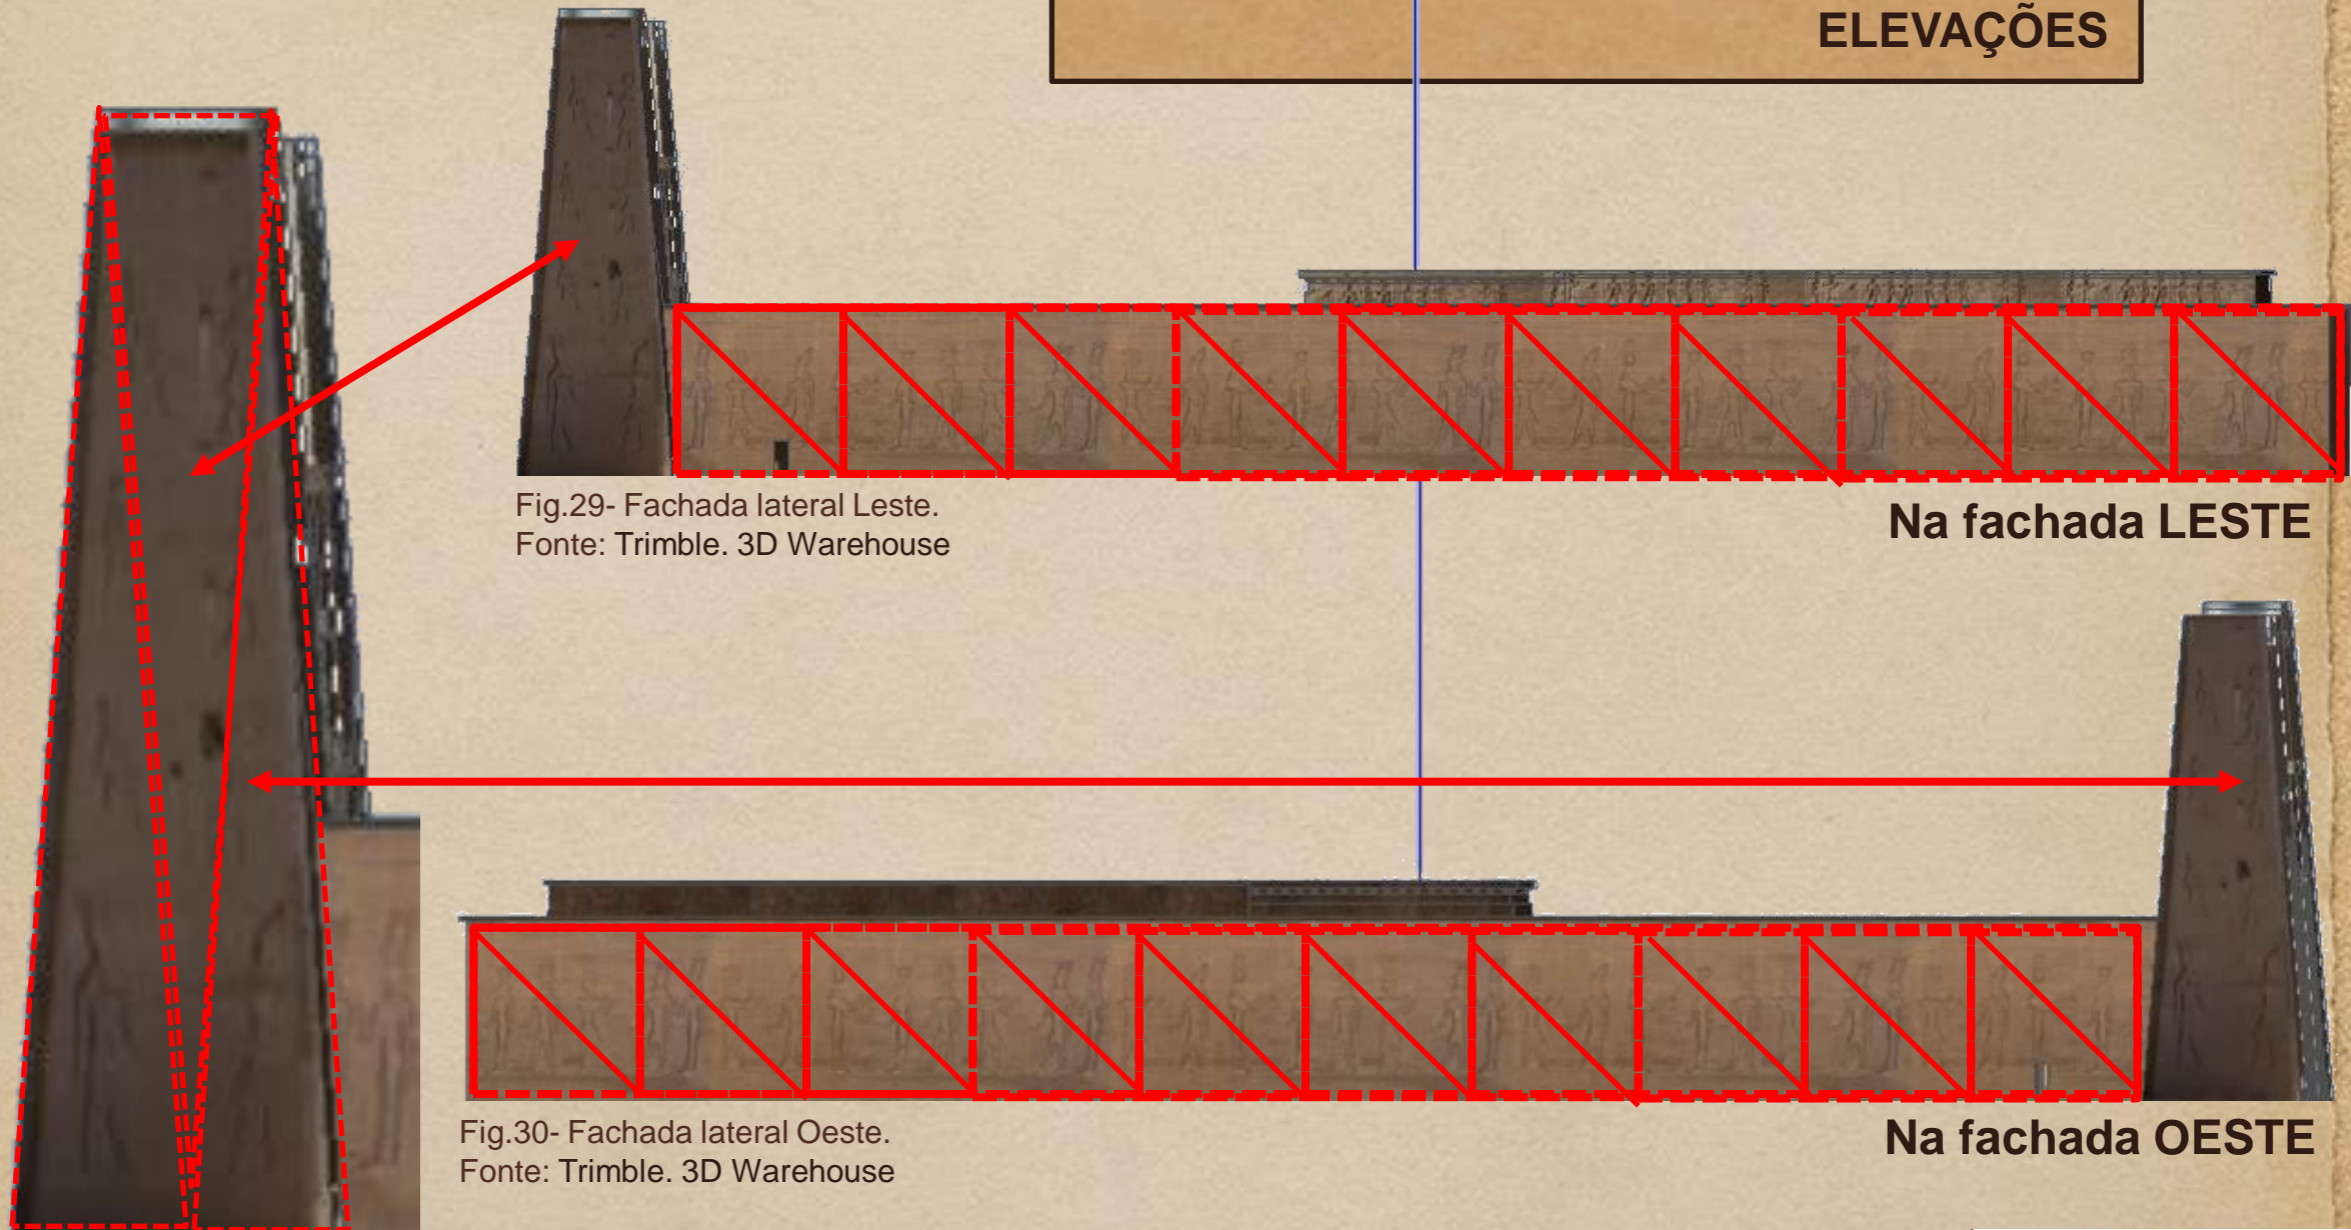 ELEVAÇÕES
Fig.29- Fachada lateral Leste.
Fonte: Trimble. 3D Warehouse
Na fachada LESTE
Fig.30- Fachada lateral Oeste.
Fonte: Trimble. 3D Warehouse
Na fachada OESTE